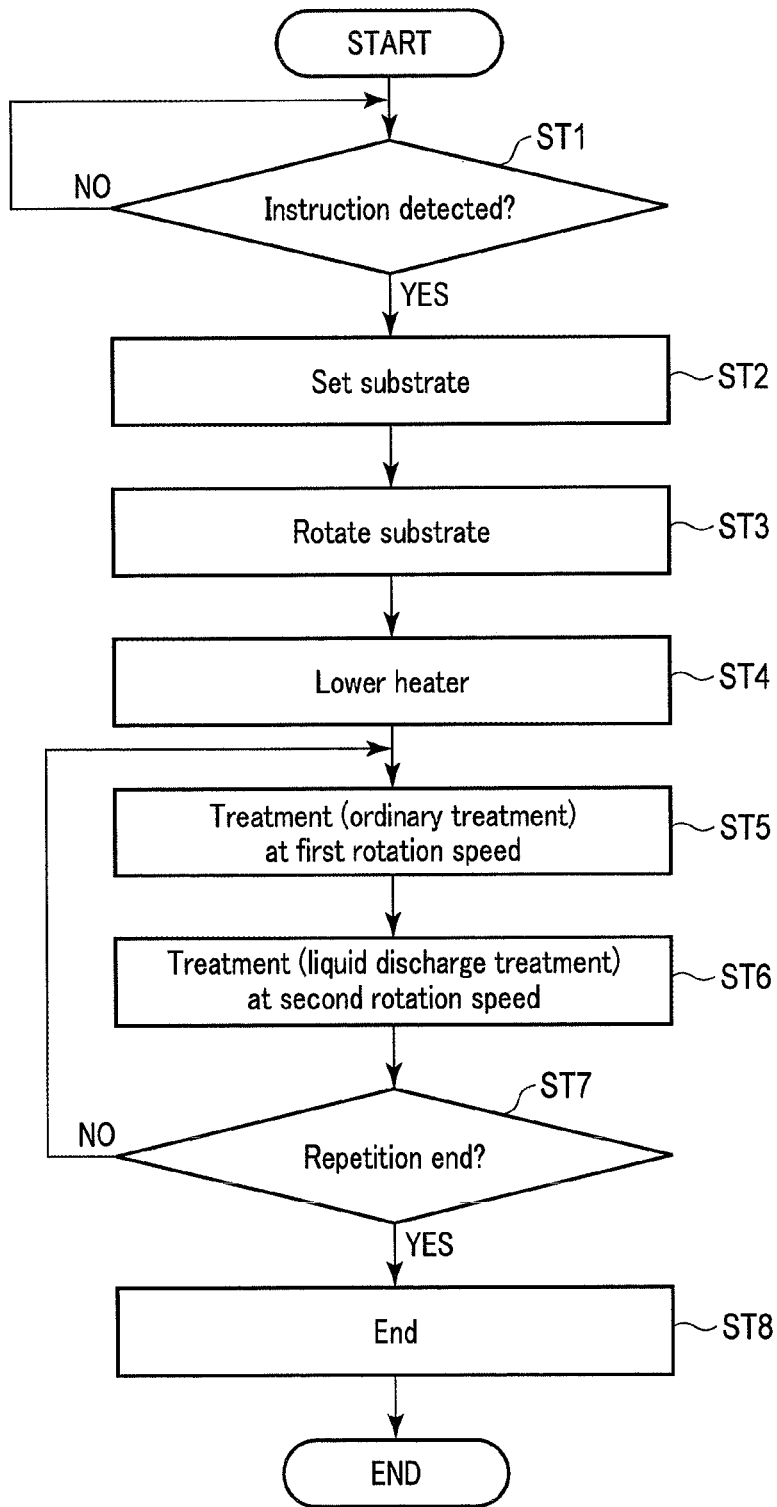 START
ST1
NO
Instruction detected?
YES
Set substrate
ST2
Rotate substrate
ST3
Lower heater
ST4
Treatment (ordinary treatment)
at first rotation speed
ST5
Treatment (liquid discharge treatment)
at second rotation speed
ST6
ST7
NO
Repetition end?
YES
End
ST8
END